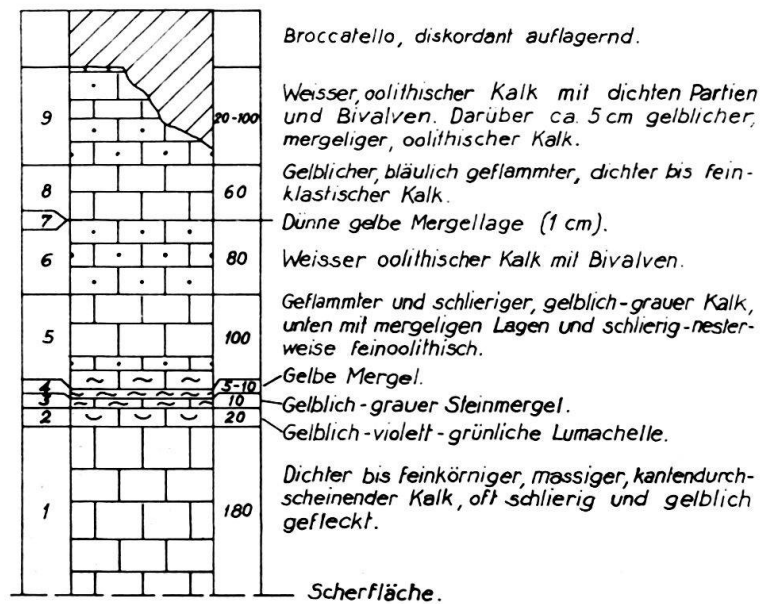 Broccatello, diskordant auflagernd.
9
20-100
Weisser, oolithischer Kalk mit dichten Partien
und Bivalven. Darüber ca. 5 cm gelblicher,
mergeliger, oolithischer Kalk.
8
60
Gelblicher, bläulich geflammter, dichter bis fein-
klastischer Kalk.
7
Dünne gelbe Mergellage (1 cm).
6
80
Weisser oolithischer Kalk mit Bivalven.
5
100
Geflammter und schlieriger, gelblich-grauer Kalk,
unten mit mergeligen Lagen und schlierig-nester-
weise feinoolithisch.
4
5-10
Gelbe Mergel.
3
10
Gelblich-grauer Steinmergel.
2
20
Gelblich-violett-grünliche Lumachelle.
1
180
Dichter bis feinkörniger, massiger, kantendurch-
scheinender Kalk, oft schlierig und gelblich
gefleckt.
Scherfläche.